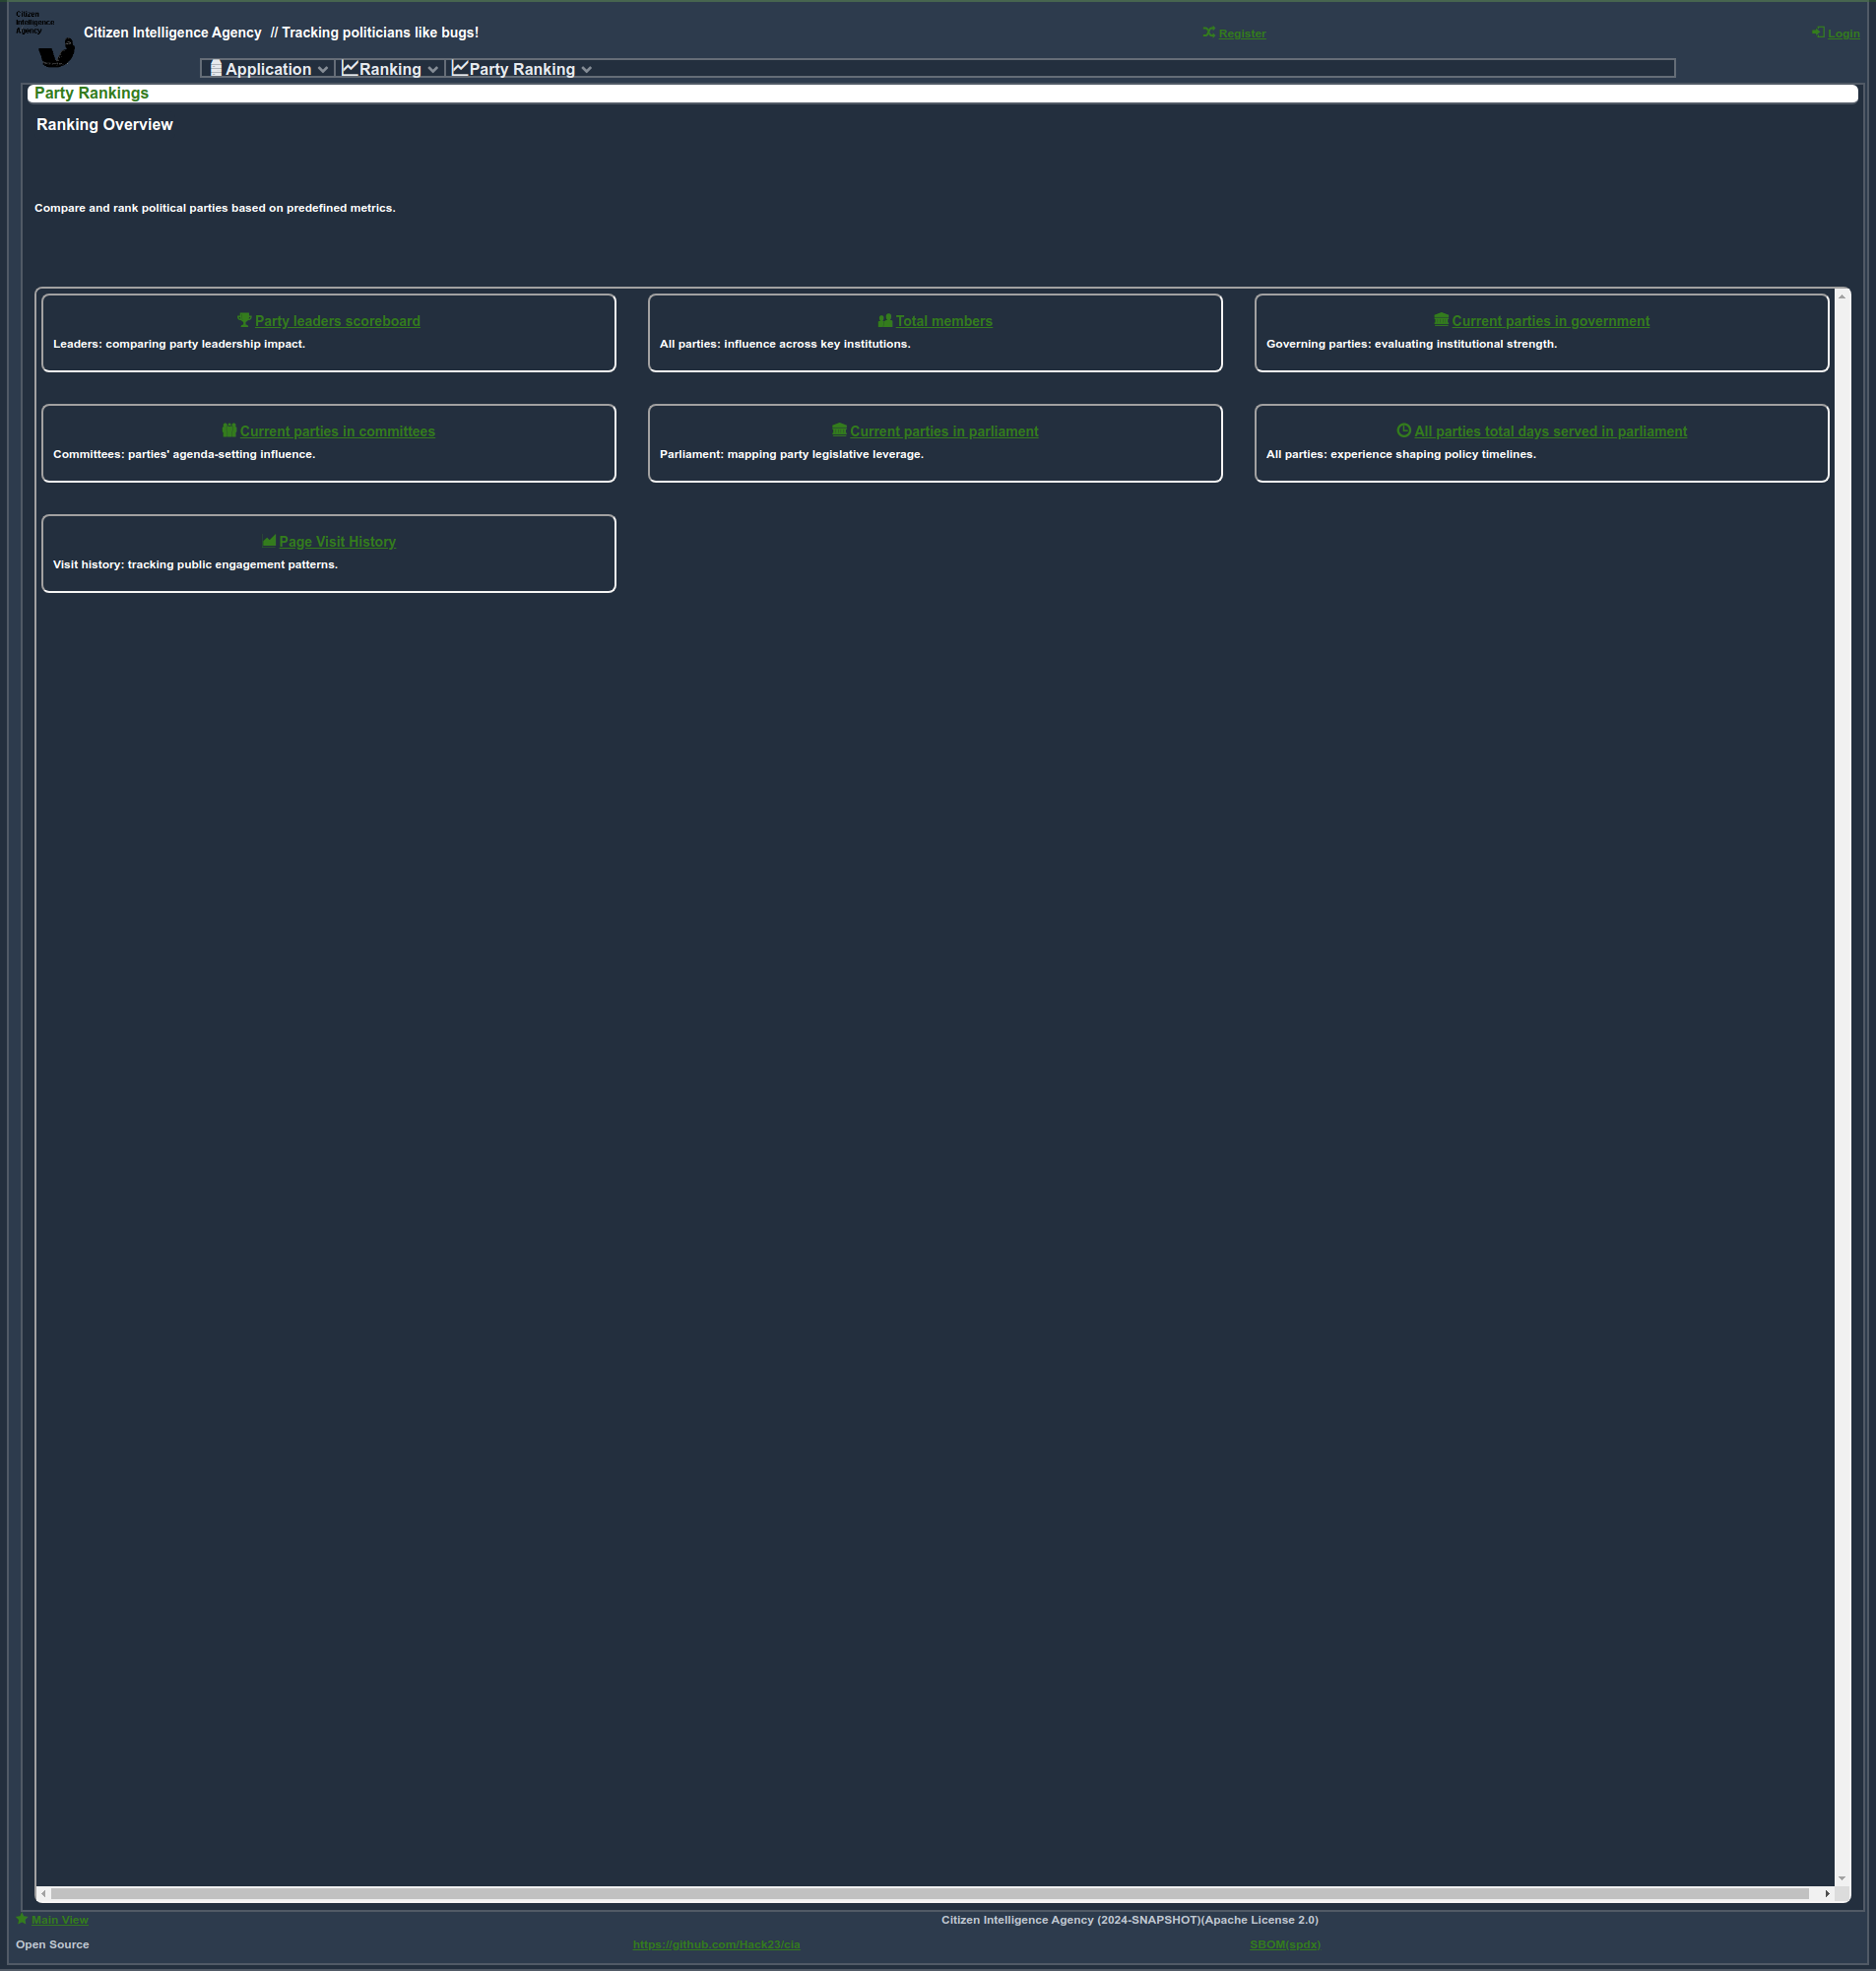 Citizen
Intelligence
Agency
Citizen Intelligence Agency // Tracking politicians like bugs!
Register
Login
Application
Ranking
Party Ranking
Party Rankings
Ranking Overview
Compare and rank political parties based on predefined metrics.
Party leaders scoreboard
Leaders: comparing party leadership impact.
Total members
All parties: influence across key institutions.
Current parties in government
Governing parties: evaluating institutional strength.
Current parties in committees
Committees: parties' agenda-setting influence.
Current parties in parliament
Parliament: mapping party legislative leverage.
All parties total days served in parliament
All parties: experience shaping policy timelines.
Page Visit History
Visit history: tracking public engagement patterns.
Main View
Citizen Intelligence Agency (2024-SNAPSHOT)(Apache License 2.0)
Open Source
https://github.com/Hack23/cia
SBOM(spdx)